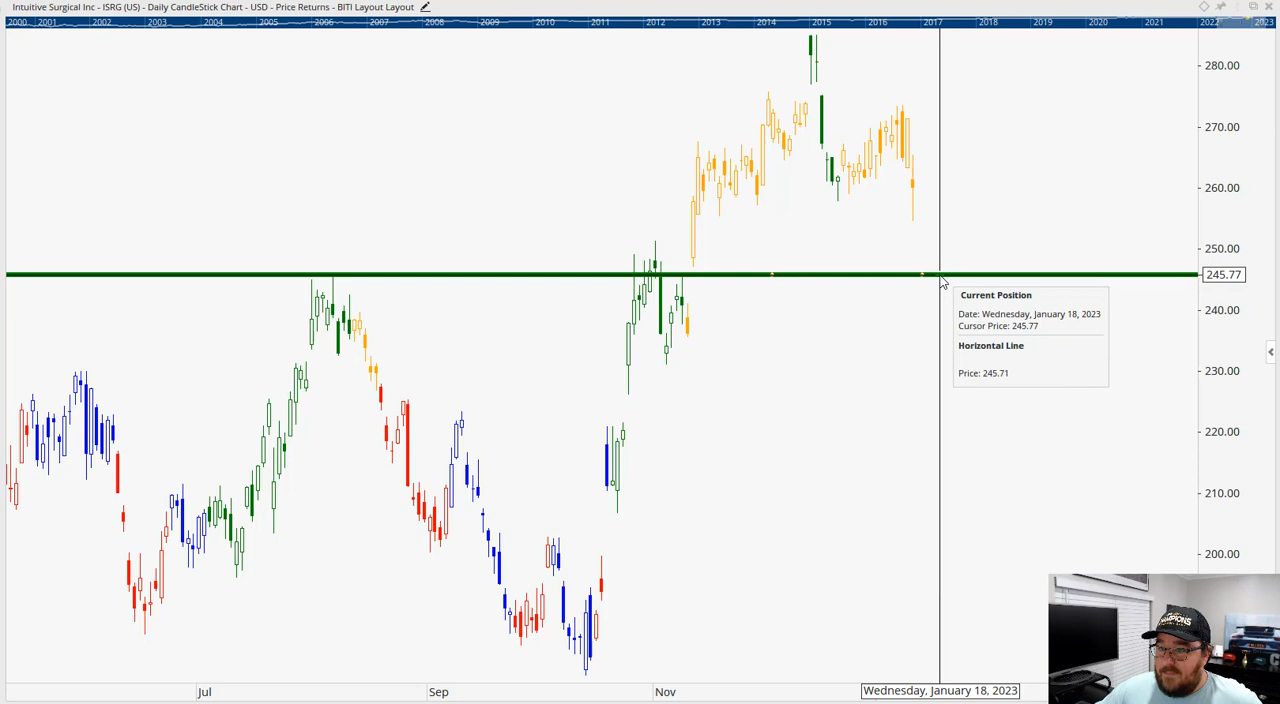 Intuitive Surgical Inc - ISRG (US) - Daily CandleStick Chart - USD - Price Returns - BITI Layout Layout
2000 2001 2002 2003 2004 2005 2006 2007 2008 2009 2010 2011 2012 2013 2014 2015 2016 2017 2018 2019 2020 2021 2022 2023
280.00
270.00
260.00
250.00
245.77
240.00
230.00
220.00
210.00
200.00
Current Position
Date: Wednesday, January 18, 2023
Cursor Price: 245.77
Horizontal Line
Price: 245.71
CHAMPIONS
Jul
Sep
Nov
Wednesday, January 18, 2023